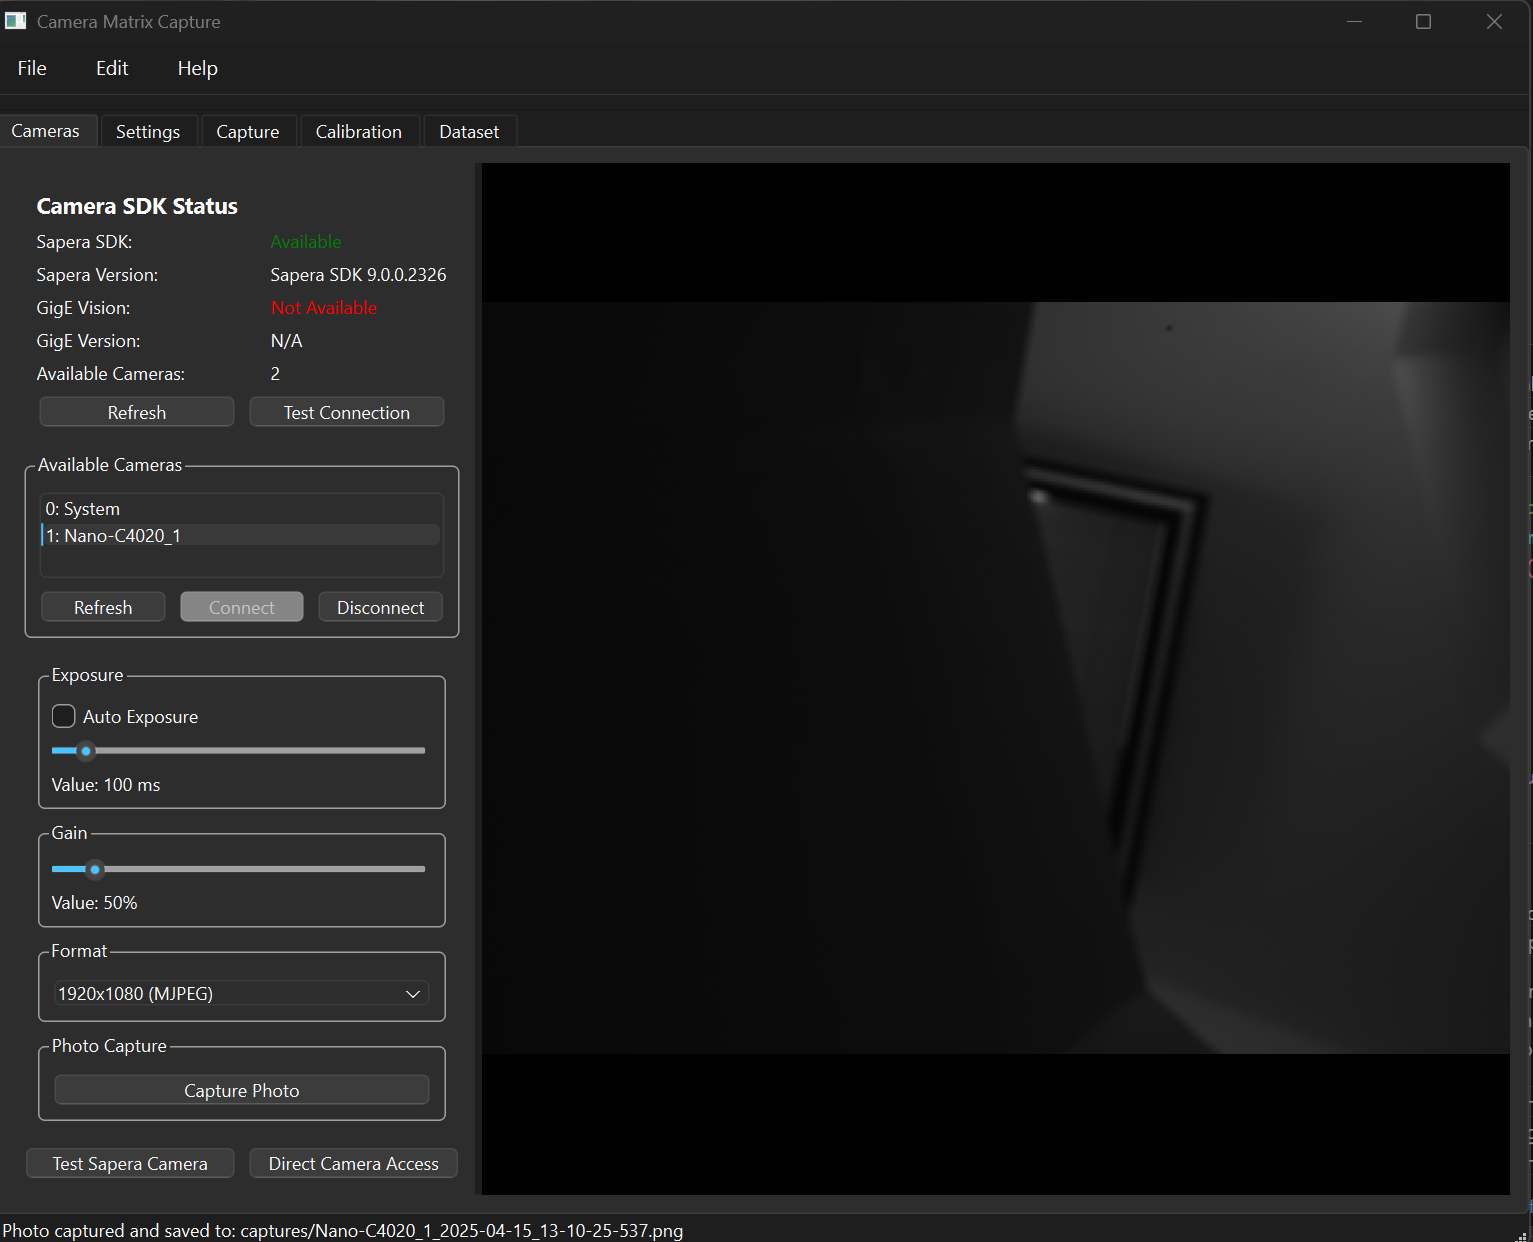 Camera Matrix Capture
File Edit Help
Cameras Settings Capture Calibration Dataset
Camera SDK Status
Sapera SDK: Available
Sapera Version: Sapera SDK 9.0.0.2326
GigE Vision: Not Available
GigE Version: N/A
Available Cameras: 2
Refresh Test Connection
Available Cameras
0: System
1: Nano-C4020_1
Refresh Connect Disconnect
Exposure
Auto Exposure
Value: 100 ms
Gain
Value: 50%
Format
1920x1080 (MJPEG)
Photo Capture
Capture Photo
Test Sapera Camera Direct Camera Access
Photo captured and saved to: captures/Nano-C4020_1_2025-04-15_13-10-25-537.png